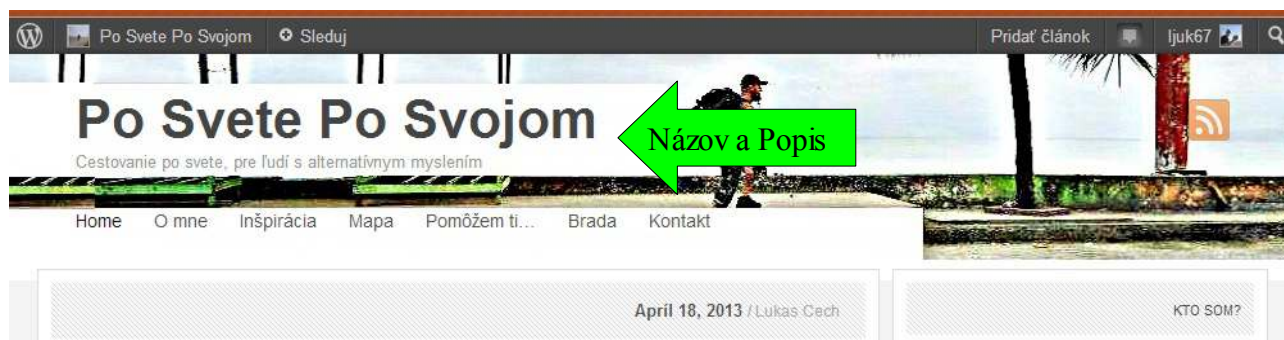 Po Svete Po Svojom Sleduj Pridať článok ljuk67
Po Svete Po Svojom
Názov a Popis
Cestovanie po svete, pre ľudí s alternatívnym myslením
Home O mne Inšpirácia Mapa Pomôžem ti... Brada Kontakt
Apríl 18, 2013 / Lukas Cech
KTO SOM?